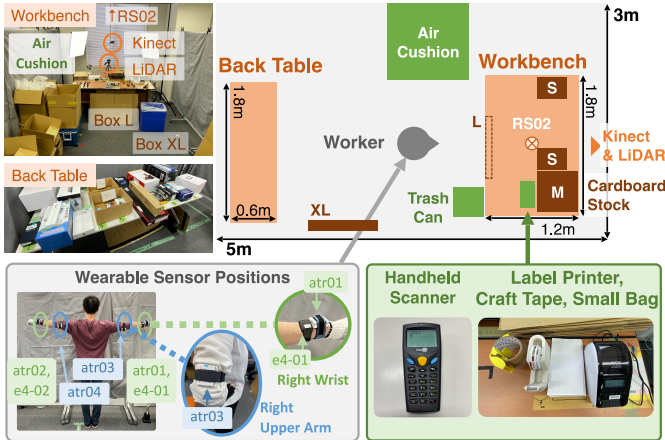 Workbench
↑RS02
Air
Cushion
Kinect
LiDAR
Box L
Box XL
Back Table
Air
Cushion
3m
Back Table
Workbench
1.8m
0.6m
Worker
XL
Trash
Can
L
S
RS02
S
M
1.8m
1.2m
Kinect
& LiDAR
Cardboard
Stock
5m
Wearable Sensor Positions
atr01
e4-01
Right Wrist
atr02,
e4-02
atr03
atr04
atr01,
e4-01
atr03
Right
Upper Arm
Handheld
Scanner
Label Printer,
Craft Tape, Small Bag